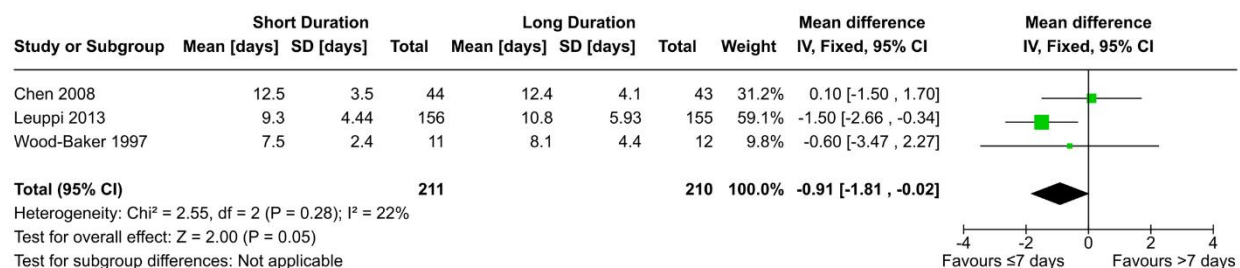 Short Duration Long Duration Mean difference Mean difference
Study or Subgroup Mean [days] SD [days] Total Mean [days] SD [days] Total Weight IV, Fixed, 95% CI IV, Fixed, 95% CI
Chen 2008 12.5 3.5 44 12.4 4.1 43 31.2% 0.10 [-1.50 , 1.70]
Leuppi 2013 9.3 4.44 156 10.8 5.93 155 59.1% -1.50 [-2.66 , -0.34]
Wood-Baker 1997 7.5 2.4 11 8.1 4.4 12 9.8% -0.60 [-3.47 , 2.27]
Total (95% CI) 211 210 100.0% -0.91 [-1.81 , -0.02]
Heterogeneity: Chi² = 2.55, df = 2 (P = 0.28); I² = 22%
Test for overall effect: Z = 2.00 (P = 0.05)
-4 -2 0 2 4
Test for subgroup differences: Not applicable Favours ≤7 days Favours >7 days